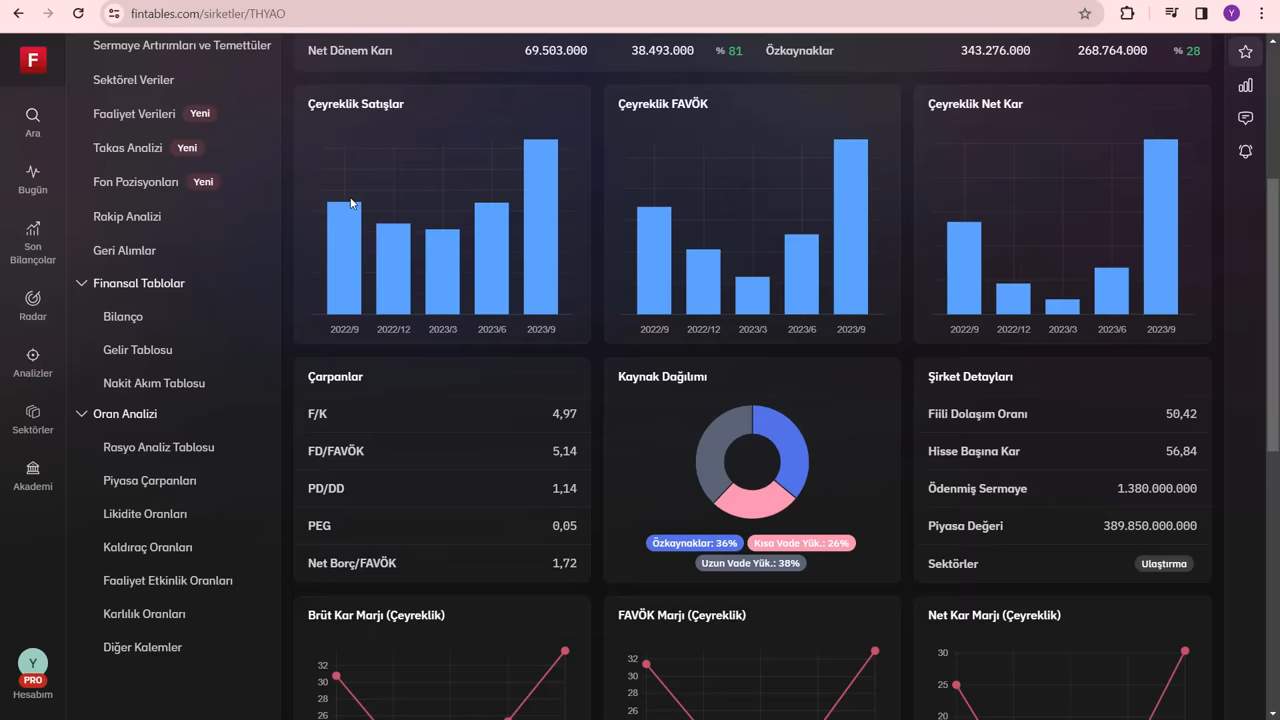 fintables.com/sirketler/THYAO
Y
F
Ara
Bugün
Son
Bilançolar
Radar
Analizler
Sektörler
Akademi
Y
PRO
Hesabım
Sermaye Artırımları ve Temettüler
Sektörel Veriler
Faaliyet Verileri Yeni
Takas Analizi Yeni
Fon Pozisyonları Yeni
Rakip Analizi
Geri Alımlar
Finansal Tablolar
Bilanço
Gelir Tablosu
Nakit Akım Tablosu
Oran Analizi
Rasyo Analiz Tablosu
Piyasa Çarpanları
Likidite Oranları
Kaldıraç Oranları
Faaliyet Etkinlik Oranları
Karlılık Oranları
Diğer Kalemler
Net Dönem Karı 69.503.000 38.493.000 % 81 Özkaynaklar 343.276.000 268.764.000 % 28
Çeyreklik Satışlar
2022/9 2022/12 2023/3 2023/6 2023/9
Çeyreklik FAVÖK
2022/9 2022/12 2023/3 2023/6 2023/9
Çeyreklik Net Kar
2022/9 2022/12 2023/3 2023/6 2023/9
Çarpanlar
F/K 4,97
FD/FAVÖK 5,14
PD/DD 1,14
PEG 0,05
Net Borç/FAVÖK 1,72
Kaynak Dağılımı
Özkaynaklar: 36% Kısa Vade Yük.: 26%
Uzun Vade Yük.: 38%
Şirket Detayları
Fiili Dolaşım Oranı 50,42
Hisse Başına Kar 56,84
Ödenmiş Sermaye 1.380.000.000
Piyasa Değeri 389.850.000.000
Sektörler Ulaştırma
Brüt Kar Marjı (Çeyreklik)
32
30
28
26
FAVÖK Marjı (Çeyreklik)
32
30
28
26
Net Kar Marjı (Çeyreklik)
30
25
20